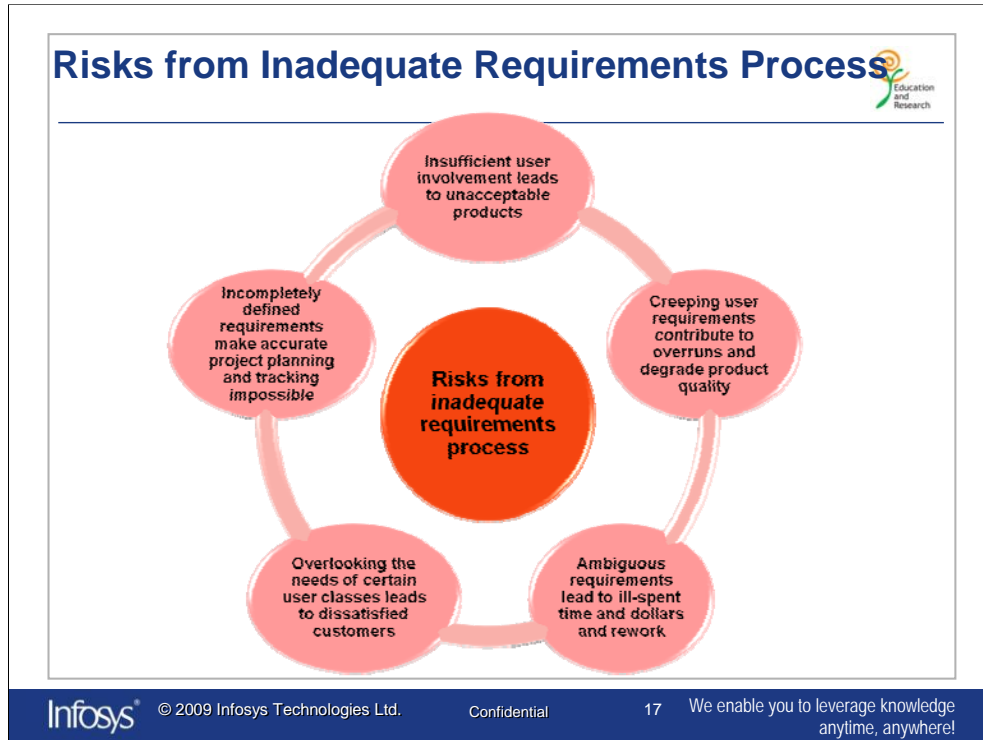 Risks from Inadequate Requirements Process
Education
and
Research
Insufficient user
involvement leads
to unacceptable
products
Creeping user
requirements
contribute to
overruns and
degrade product
quality
Ambiguous
requirements
lead to ill-spent
time and dollars
and rework
Overlooking the
needs of certain
user classes leads
to dissatisfied
customers
Incompletely
defined
requirements
make accurate
project planning
and tracking
impossible
Risks from
inadequate
requirements
process
Infosys® © 2009 Infosys Technologies Ltd. Confidential 17 We enable you to leverage knowledge
anytime, anywhere!